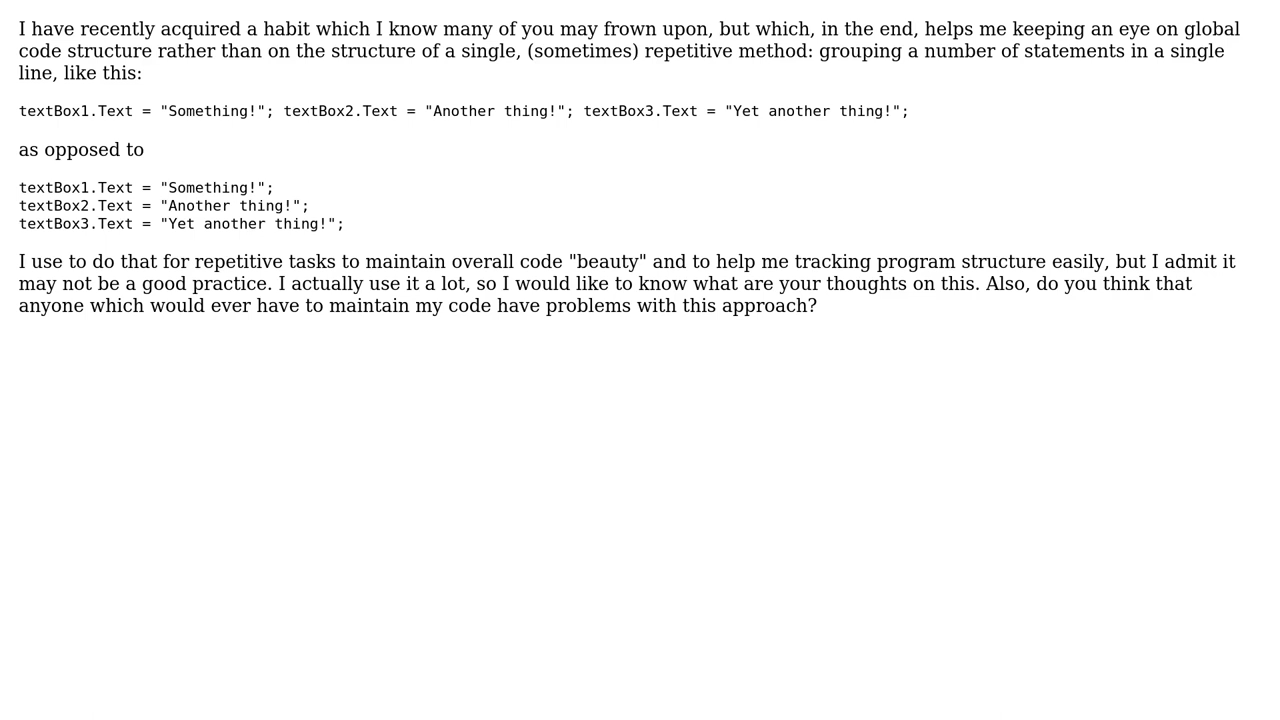 I have recently acquired a habit which I know many of you may frown upon, but which, in the end, helps me keeping an eye on global
code structure rather than on the structure of a single, (sometimes) repetitive method: grouping a number of statements in a single
line, like this:
textBox1.Text = "Something!"; textBox2.Text = "Another thing!"; textBox3.Text = "Yet another thing!";
as opposed to
textBox1.Text = "Something!";
textBox2.Text = "Another thing!";
textBox3.Text = "Yet another thing!";
I use to do that for repetitive tasks to maintain overall code "beauty" and to help me tracking program structure easily, but I admit it
may not be a good practice. I actually use it a lot, so I would like to know what are your thoughts on this. Also, do you think that
anyone which would ever have to maintain my code have problems with this approach?